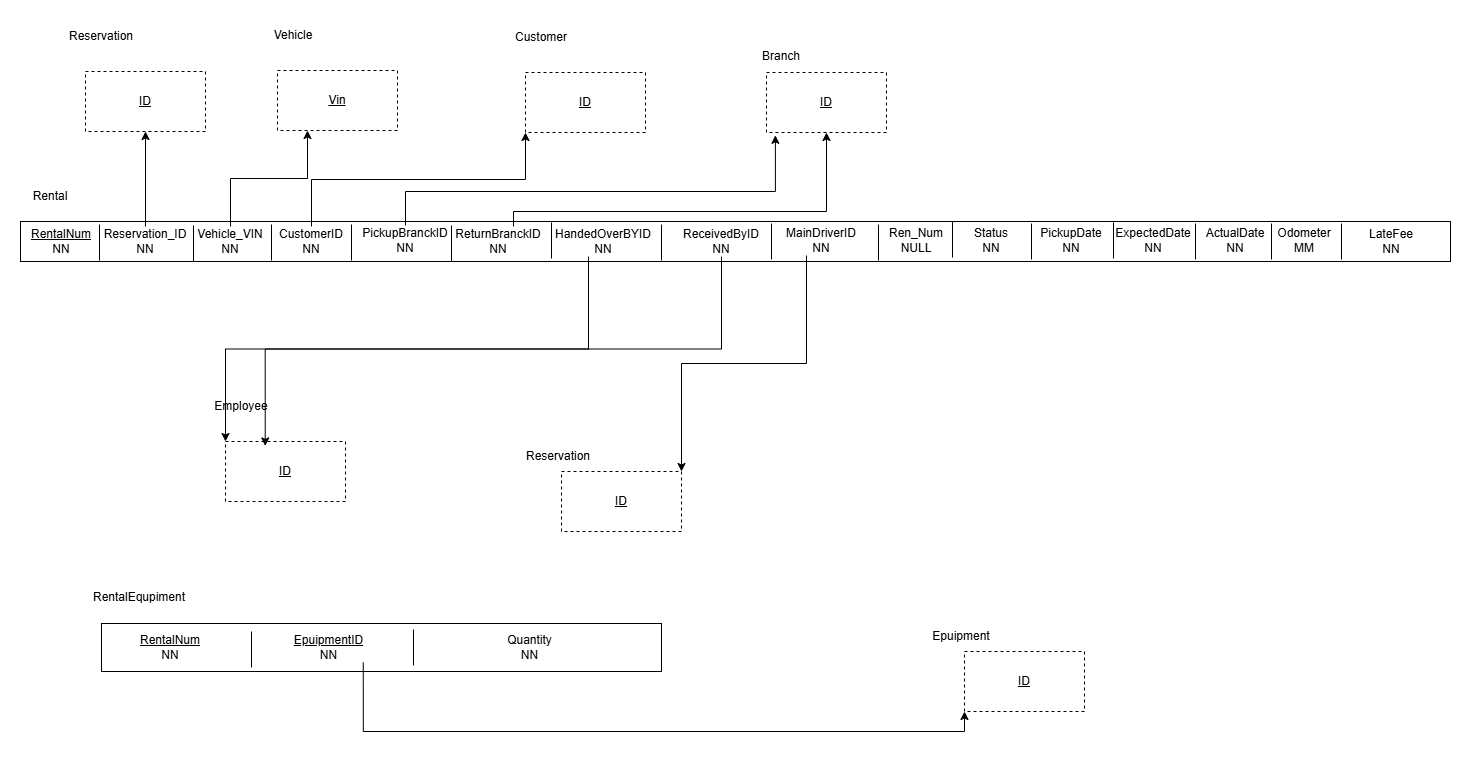 Reservation
Vehicle
Customer
Branch
ID
Vin
ID
ID
Rental
RentalNum
NN
Reservation_ID
NN
Vehicle_VIN
NN
CustomerID
NN
PickupBranckID
NN
ReturnBranckID
NN
HandedOverBYID
NN
ReceivedByID
NN
MainDriverID
NN
Ren_Num
NULL
Status
NN
PickupDate
NN
ExpectedDate
NN
ActualDate
NN
Odometer
MM
LateFee
NN
Employee
ID
Reservation
ID
RentalEqupiment
RentalNum
NN
EpuipmentID
NN
Quantity
NN
Epuipment
ID